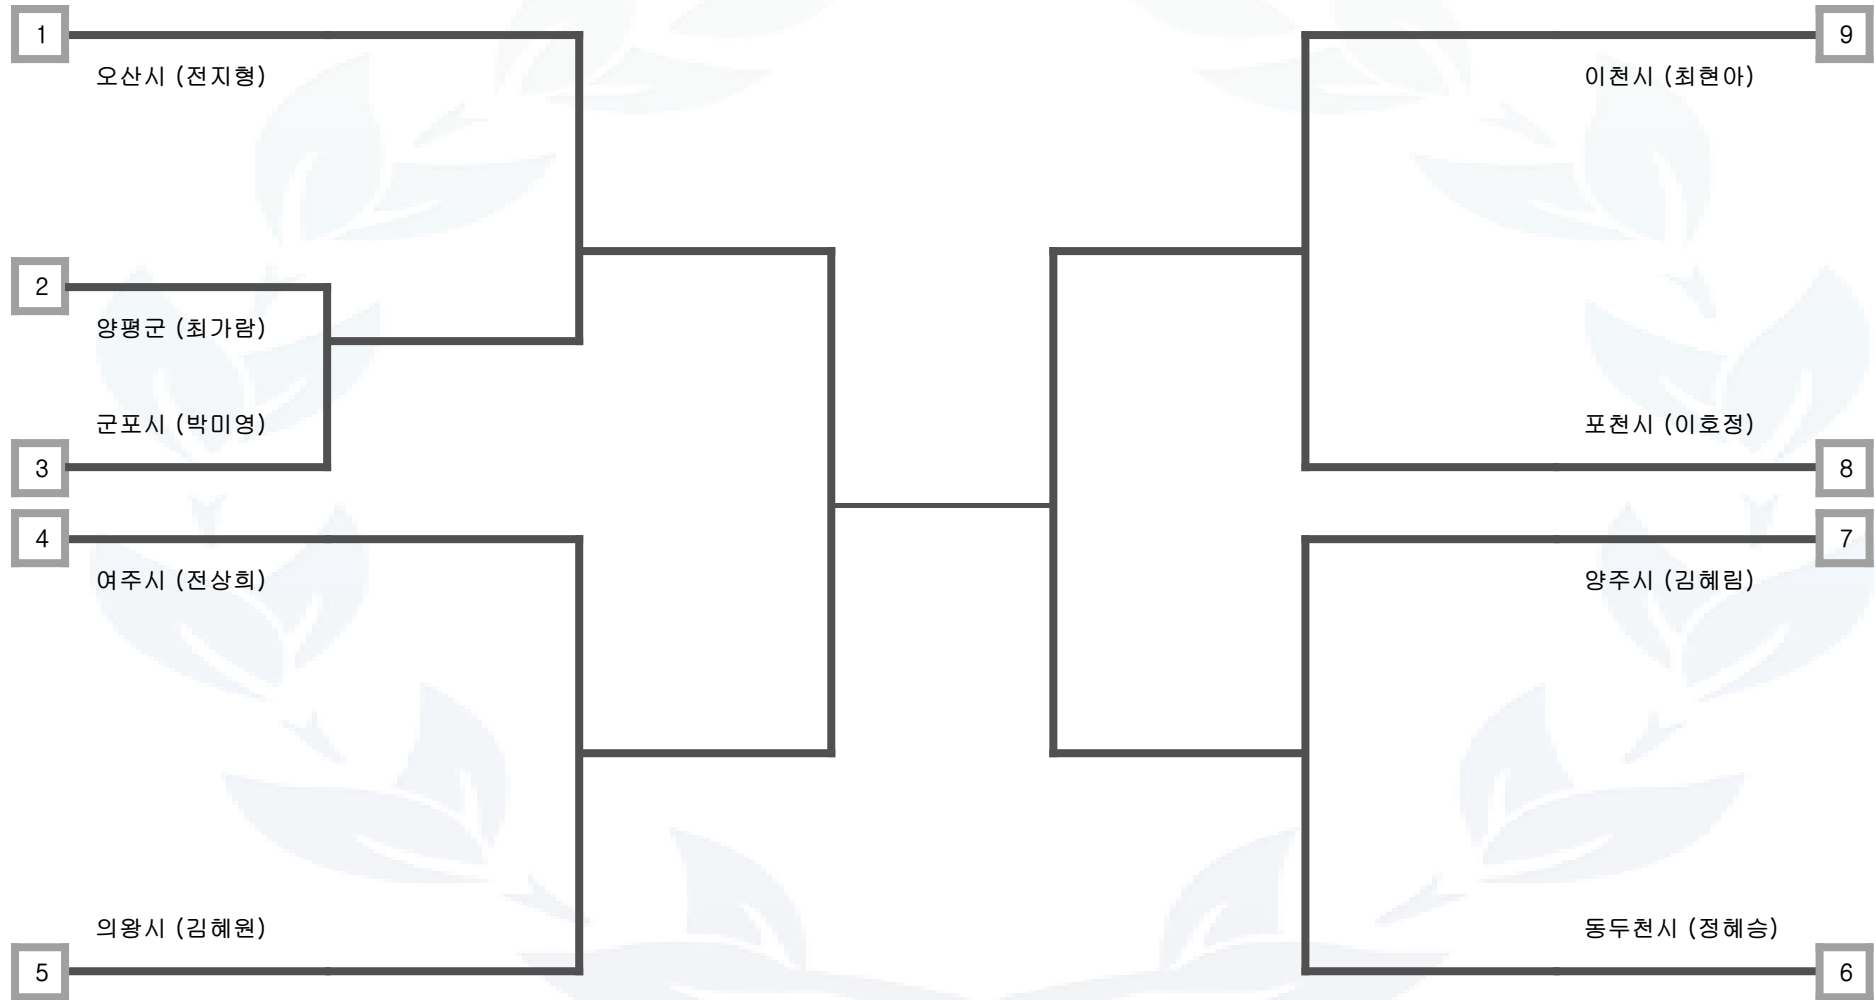 1
오산시 (전지형)
2
양평군 (최가람)
군포시 (박미영)
3
4
여주시 (전상희)
의왕시 (김혜원)
5
9
이천시 (최현아)
포천시 (이호정)
8
7
양주시 (김혜림)
동두천시 (정혜승)
6